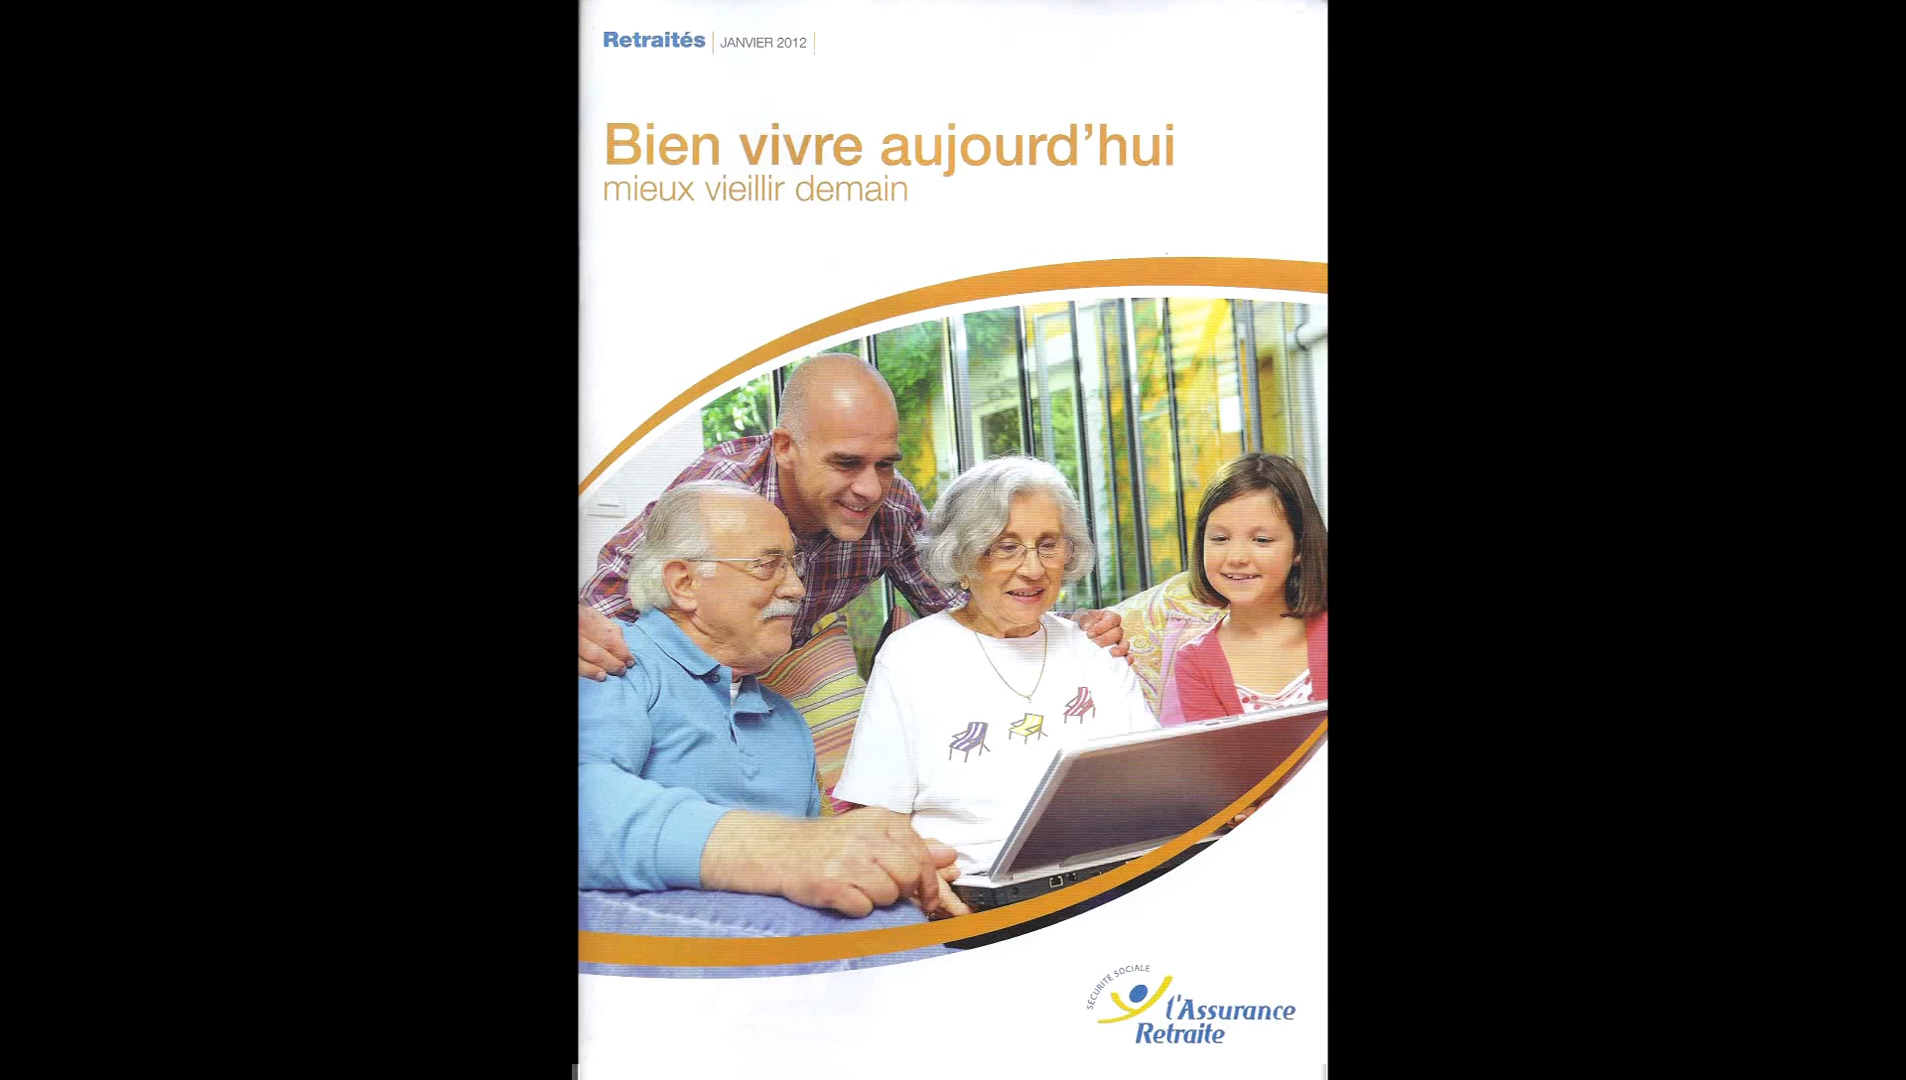 Retraités | JANVIER 2012 |
Bien vivre aujourd’hui
mieux vieillir demain
SÉCURITÉ SOCIALE
l’Assurance
Retraite